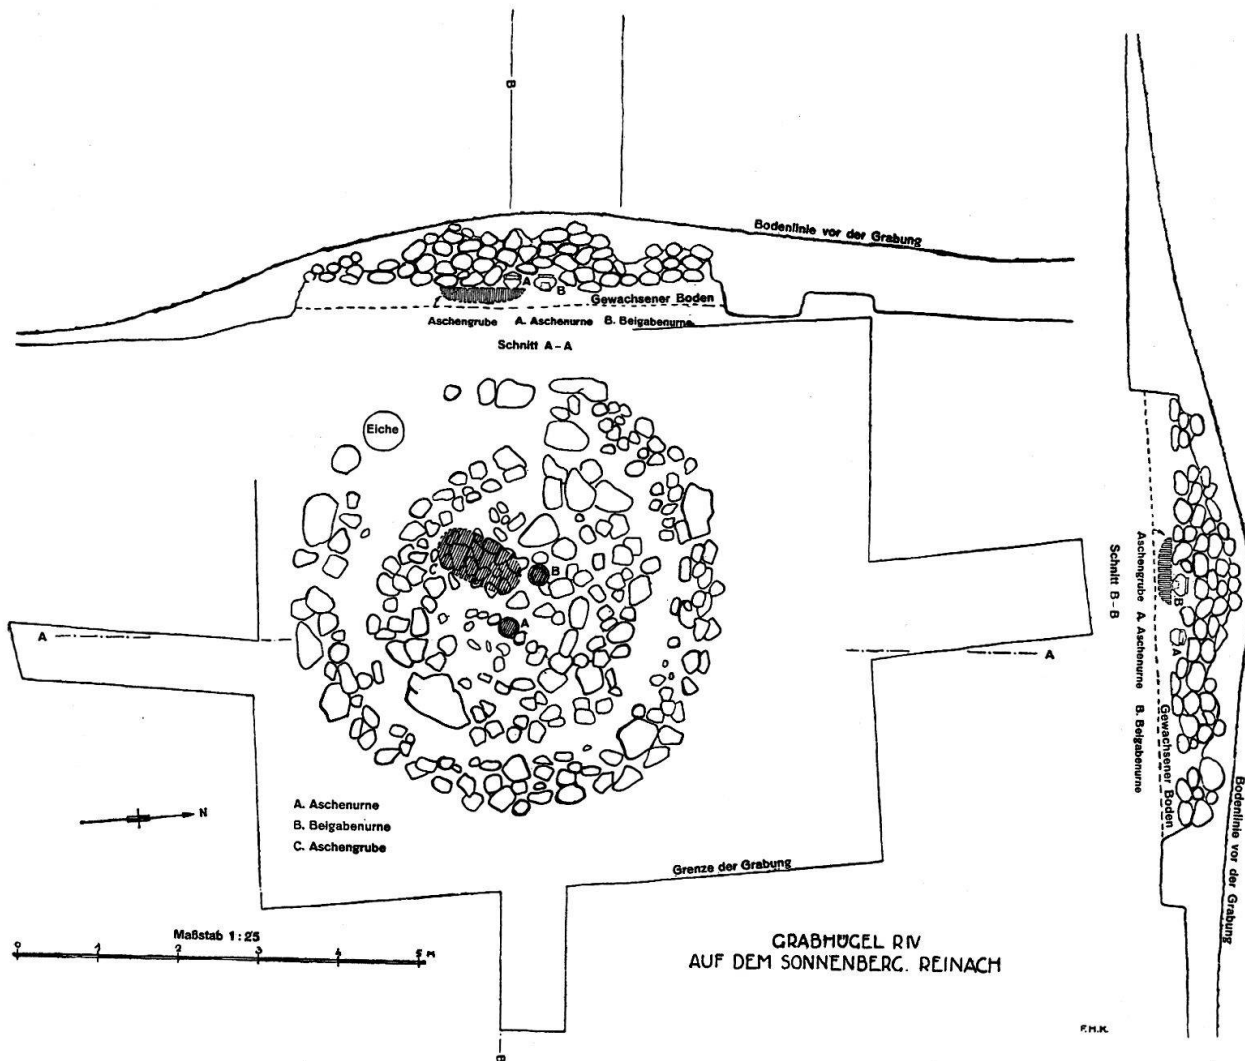 B
Bodenlinie vor der Grabung
A
B
Gewachsener Boden
Aschengrube A. Aschenurne B. Beigabenurne
Schnitt A-A
Eiche
C
B
A
A
A
A. Aschenurne
B. Beigabenurne
C. Aschengrube
N
Grenze der Grabung
Maßstab 1:25
0 1 2 3 4 5 M
B
GRABHÜGEL R IV
AUF DEM SONNENBERG. REINACH
F.M.K.
Schnitt B-B
Aschengrube A. Aschenurne B. Beigabenurne
B
A
Gewachsener Boden
Bodenlinie vor der Grabung